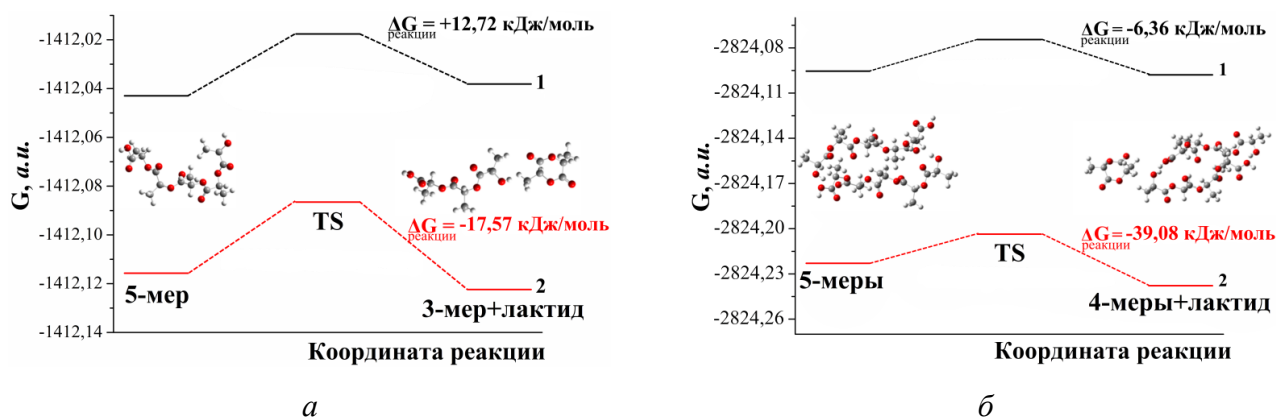 G, a.u.
-1412,02
-1412,04
-1412,06
-1412,08
-1412,10
-1412,12
-1412,14
ΔG = +12,72 кДж/моль
реакции
1
ΔG = -17,57 кДж/моль
реакции
TS
5-мер
2
3-мер+лактид
Координата реакции
а
G, a.u.
-2824,08
-2824,11
-2824,14
-2824,17
-2824,20
-2824,23
-2824,26
ΔG = -6,36 кДж/моль
реакции
1
ΔG = -39,08 кДж/моль
реакции
TS
5-меры
2
4-меры+лактид
Координата реакции
б